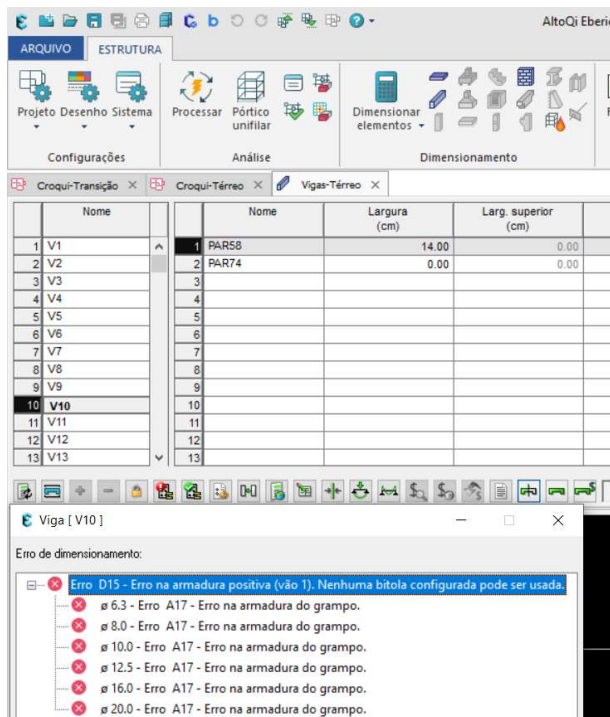 AltoQi Eberi
ARQUIVO ESTRUTURA
Projeto Desenho Sistema Processar Pórtico unifilar Dimensionar elementos
Configurações Análise Dimensionamento
Croqui-Transição Croqui-Térreo Vigas-Térreo
Nome Nome Largura (cm) Larg. superior (cm)
1 V1 1 PAR58 14.00 0.00
2 V2 2 PAR74 0.00 0.00
3 V3 3
4 V4 4
5 V5 5
6 V6 6
7 V7 7
8 V8 8
9 V9 9
10 V10 10
11 V11 11
12 V12 12
13 V13 13
Viga [ V10 ]
Erro de dimensionamento:
Erro D15 - Erro na armadura positiva (vão 1). Nenhuma bitola configurada pode ser usada.
ø 6.3 - Erro A17 - Erro na armadura do grampo.
ø 8.0 - Erro A17 - Erro na armadura do grampo.
ø 10.0 - Erro A17 - Erro na armadura do grampo.
ø 12.5 - Erro A17 - Erro na armadura do grampo.
ø 16.0 - Erro A17 - Erro na armadura do grampo.
ø 20.0 - Erro A17 - Erro na armadura do grampo.